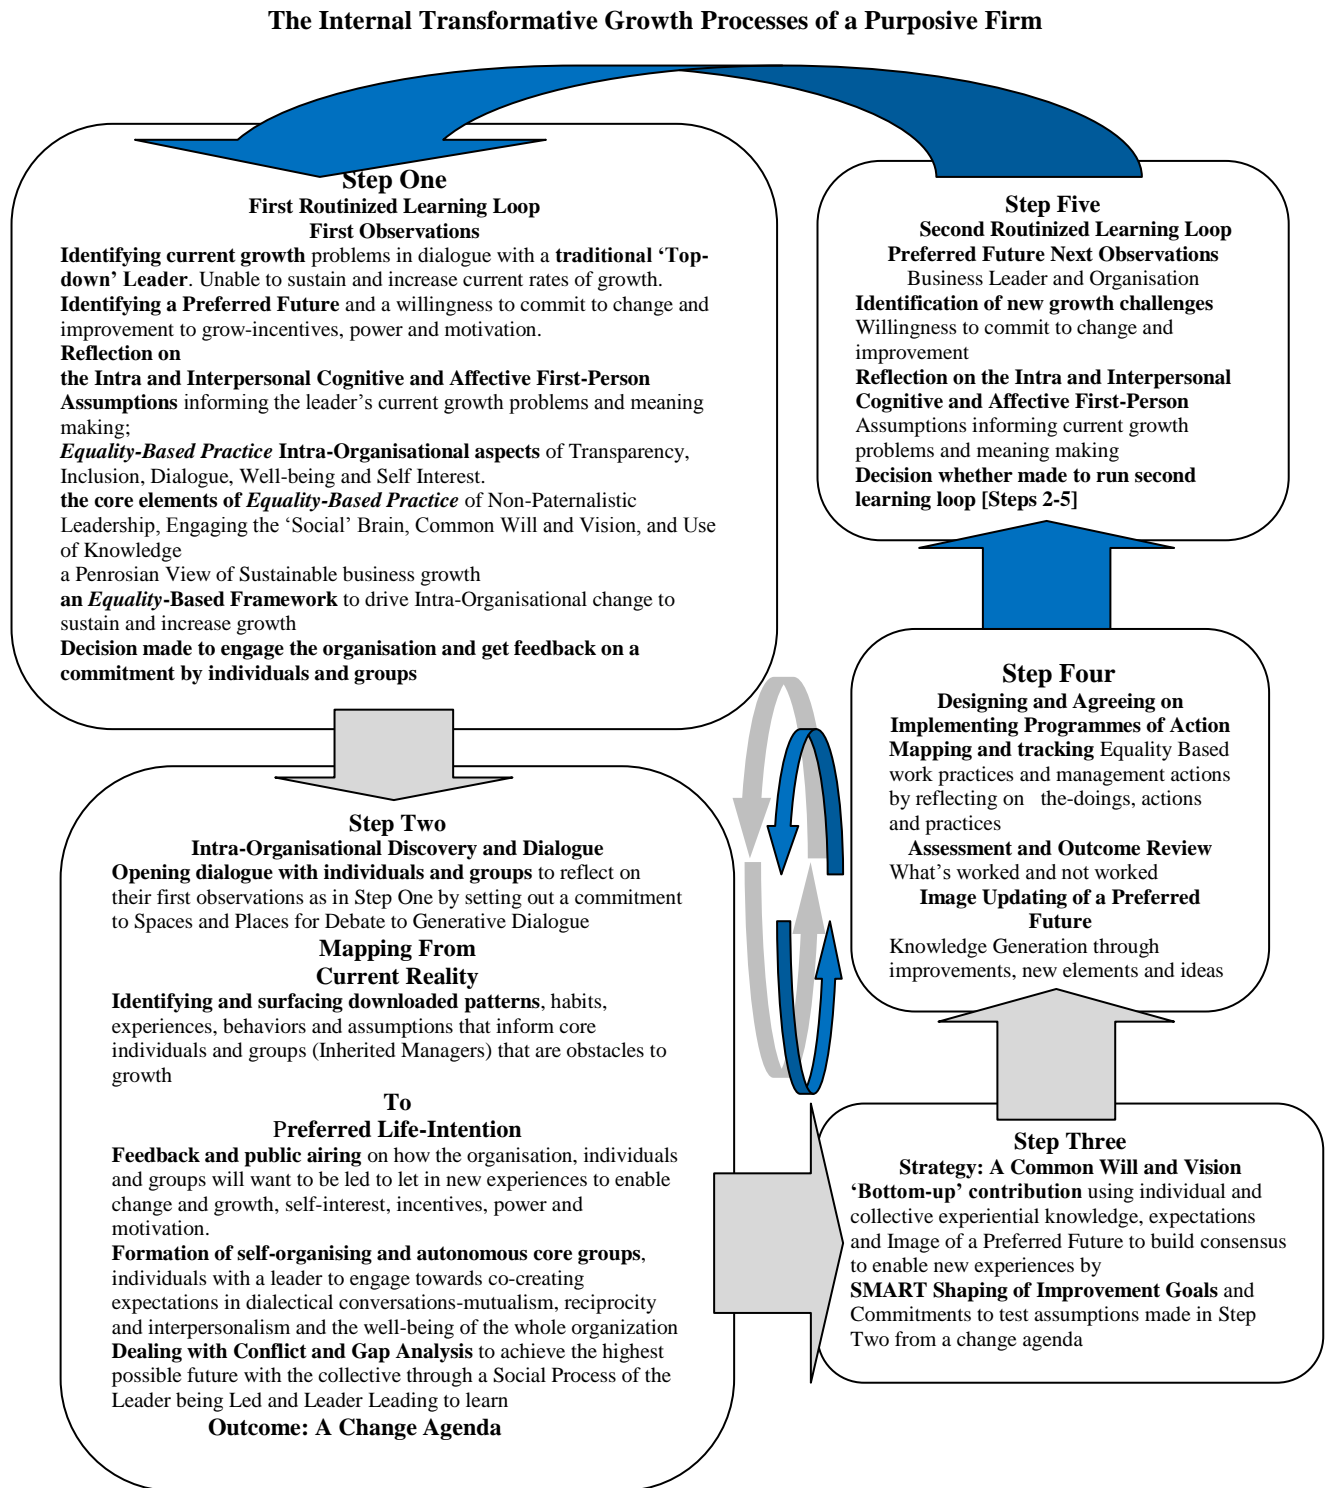 The Internal Transformative Growth Processes of a Purposive Firm
Step One
First Routinized Learning Loop
First Observations
Identifying current growth problems in dialogue with a traditional ‘Top-
down’ Leader. Unable to sustain and increase current rates of growth.
Identifying a Preferred Future and a willingness to commit to change and
improvement to grow-incentives, power and motivation.
Reflection on
the Intra and Interpersonal Cognitive and Affective First-Person
Assumptions informing the leader’s current growth problems and meaning
making;
Equality-Based Practice Intra-Organisational aspects of Transparency,
Inclusion, Dialogue, Well-being and Self Interest.
the core elements of Equality-Based Practice of Non-Paternalistic
Leadership, Engaging the ‘Social’ Brain, Common Will and Vision, and Use
of Knowledge
a Penrosian View of Sustainable business growth
an Equality-Based Framework to drive Intra-Organisational change to
sustain and increase growth
Decision made to engage the organisation and get feedback on a
commitment by individuals and groups
Step Two
Intra-Organisational Discovery and Dialogue
Opening dialogue with individuals and groups to reflect on
their first observations as in Step One by setting out a commitment
to Spaces and Places for Debate to Generative Dialogue
Mapping From
Current Reality
Identifying and surfacing downloaded patterns, habits,
experiences, behaviors and assumptions that inform core
individuals and groups (Inherited Managers) that are obstacles to
growth
To
Preferred Life-Intention
Feedback and public airing on how the organisation, individuals
and groups will want to be led to let in new experiences to enable
change and growth, self-interest, incentives, power and
motivation.
Formation of self-organising and autonomous core groups,
individuals with a leader to engage towards co-creating
expectations in dialectical conversations-mutualism, reciprocity
and interpersonalism and the well-being of the whole organization
Dealing with Conflict and Gap Analysis to achieve the highest
possible future with the collective through a Social Process of the
Leader being Led and Leader Leading to learn
Outcome: A Change Agenda
Step Three
Strategy: A Common Will and Vision
‘Bottom-up’ contribution using individual and
collective experiential knowledge, expectations
and Image of a Preferred Future to build consensus
to enable new experiences by
SMART Shaping of Improvement Goals and
Commitments to test assumptions made in Step
Two from a change agenda
Step Four
Designing and Agreeing on
Implementing Programmes of Action
Mapping and tracking Equality Based
work practices and management actions
by reflecting on the-doings, actions
and practices
Assessment and Outcome Review
What’s worked and not worked
Image Updating of a Preferred
Future
Knowledge Generation through
improvements, new elements and ideas
Step Five
Second Routinized Learning Loop
Preferred Future Next Observations
Business Leader and Organisation
Identification of new growth challenges
Willingness to commit to change and
improvement
Reflection on the Intra and Interpersonal
Cognitive and Affective First-Person
Assumptions informing current growth
problems and meaning making
Decision whether made to run second
learning loop [Steps 2-5]